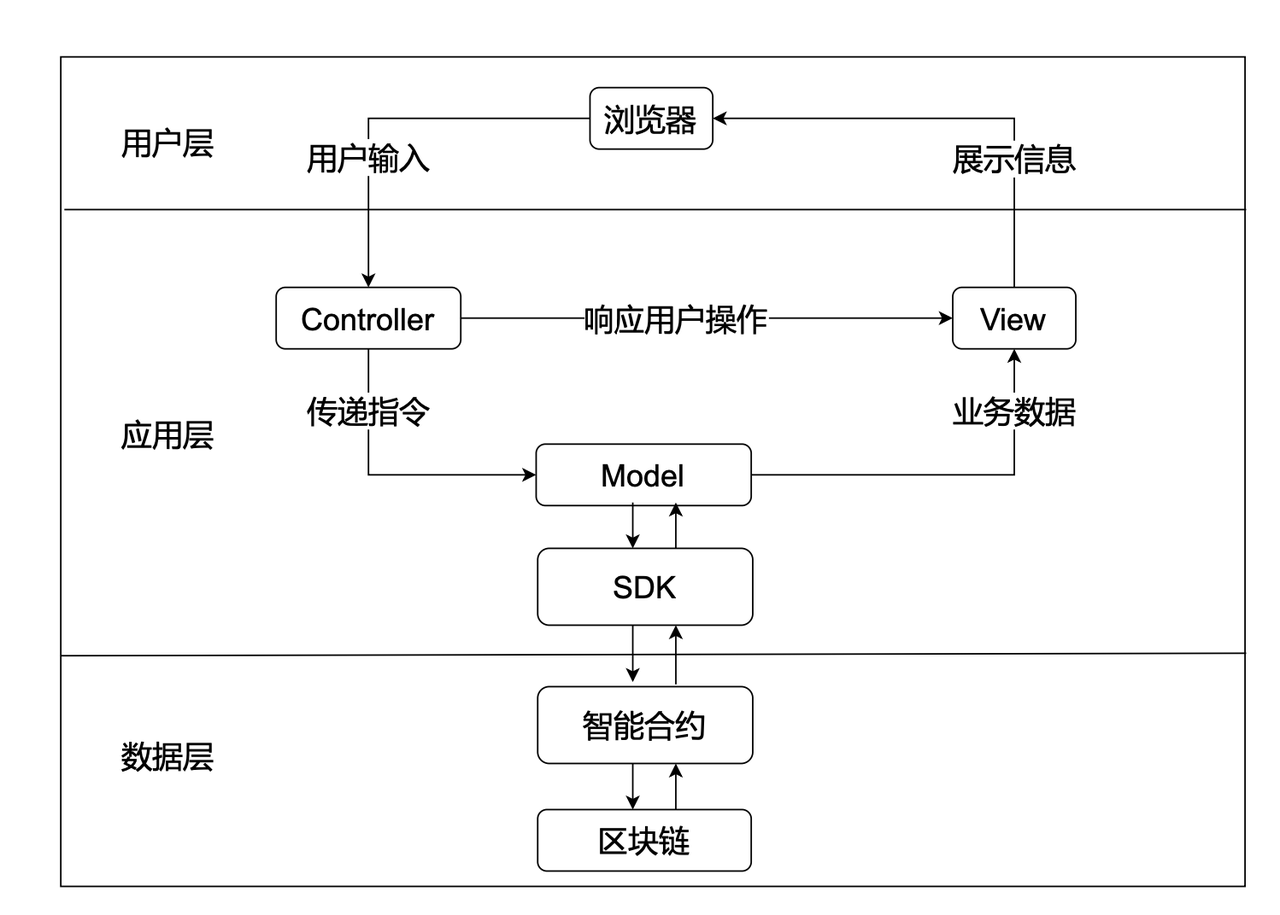 浏览器
用户层
用户输入
展示信息
Controller
响应用户操作
View
传递指令
业务数据
应用层
Model
SDK
智能合约
数据层
区块链